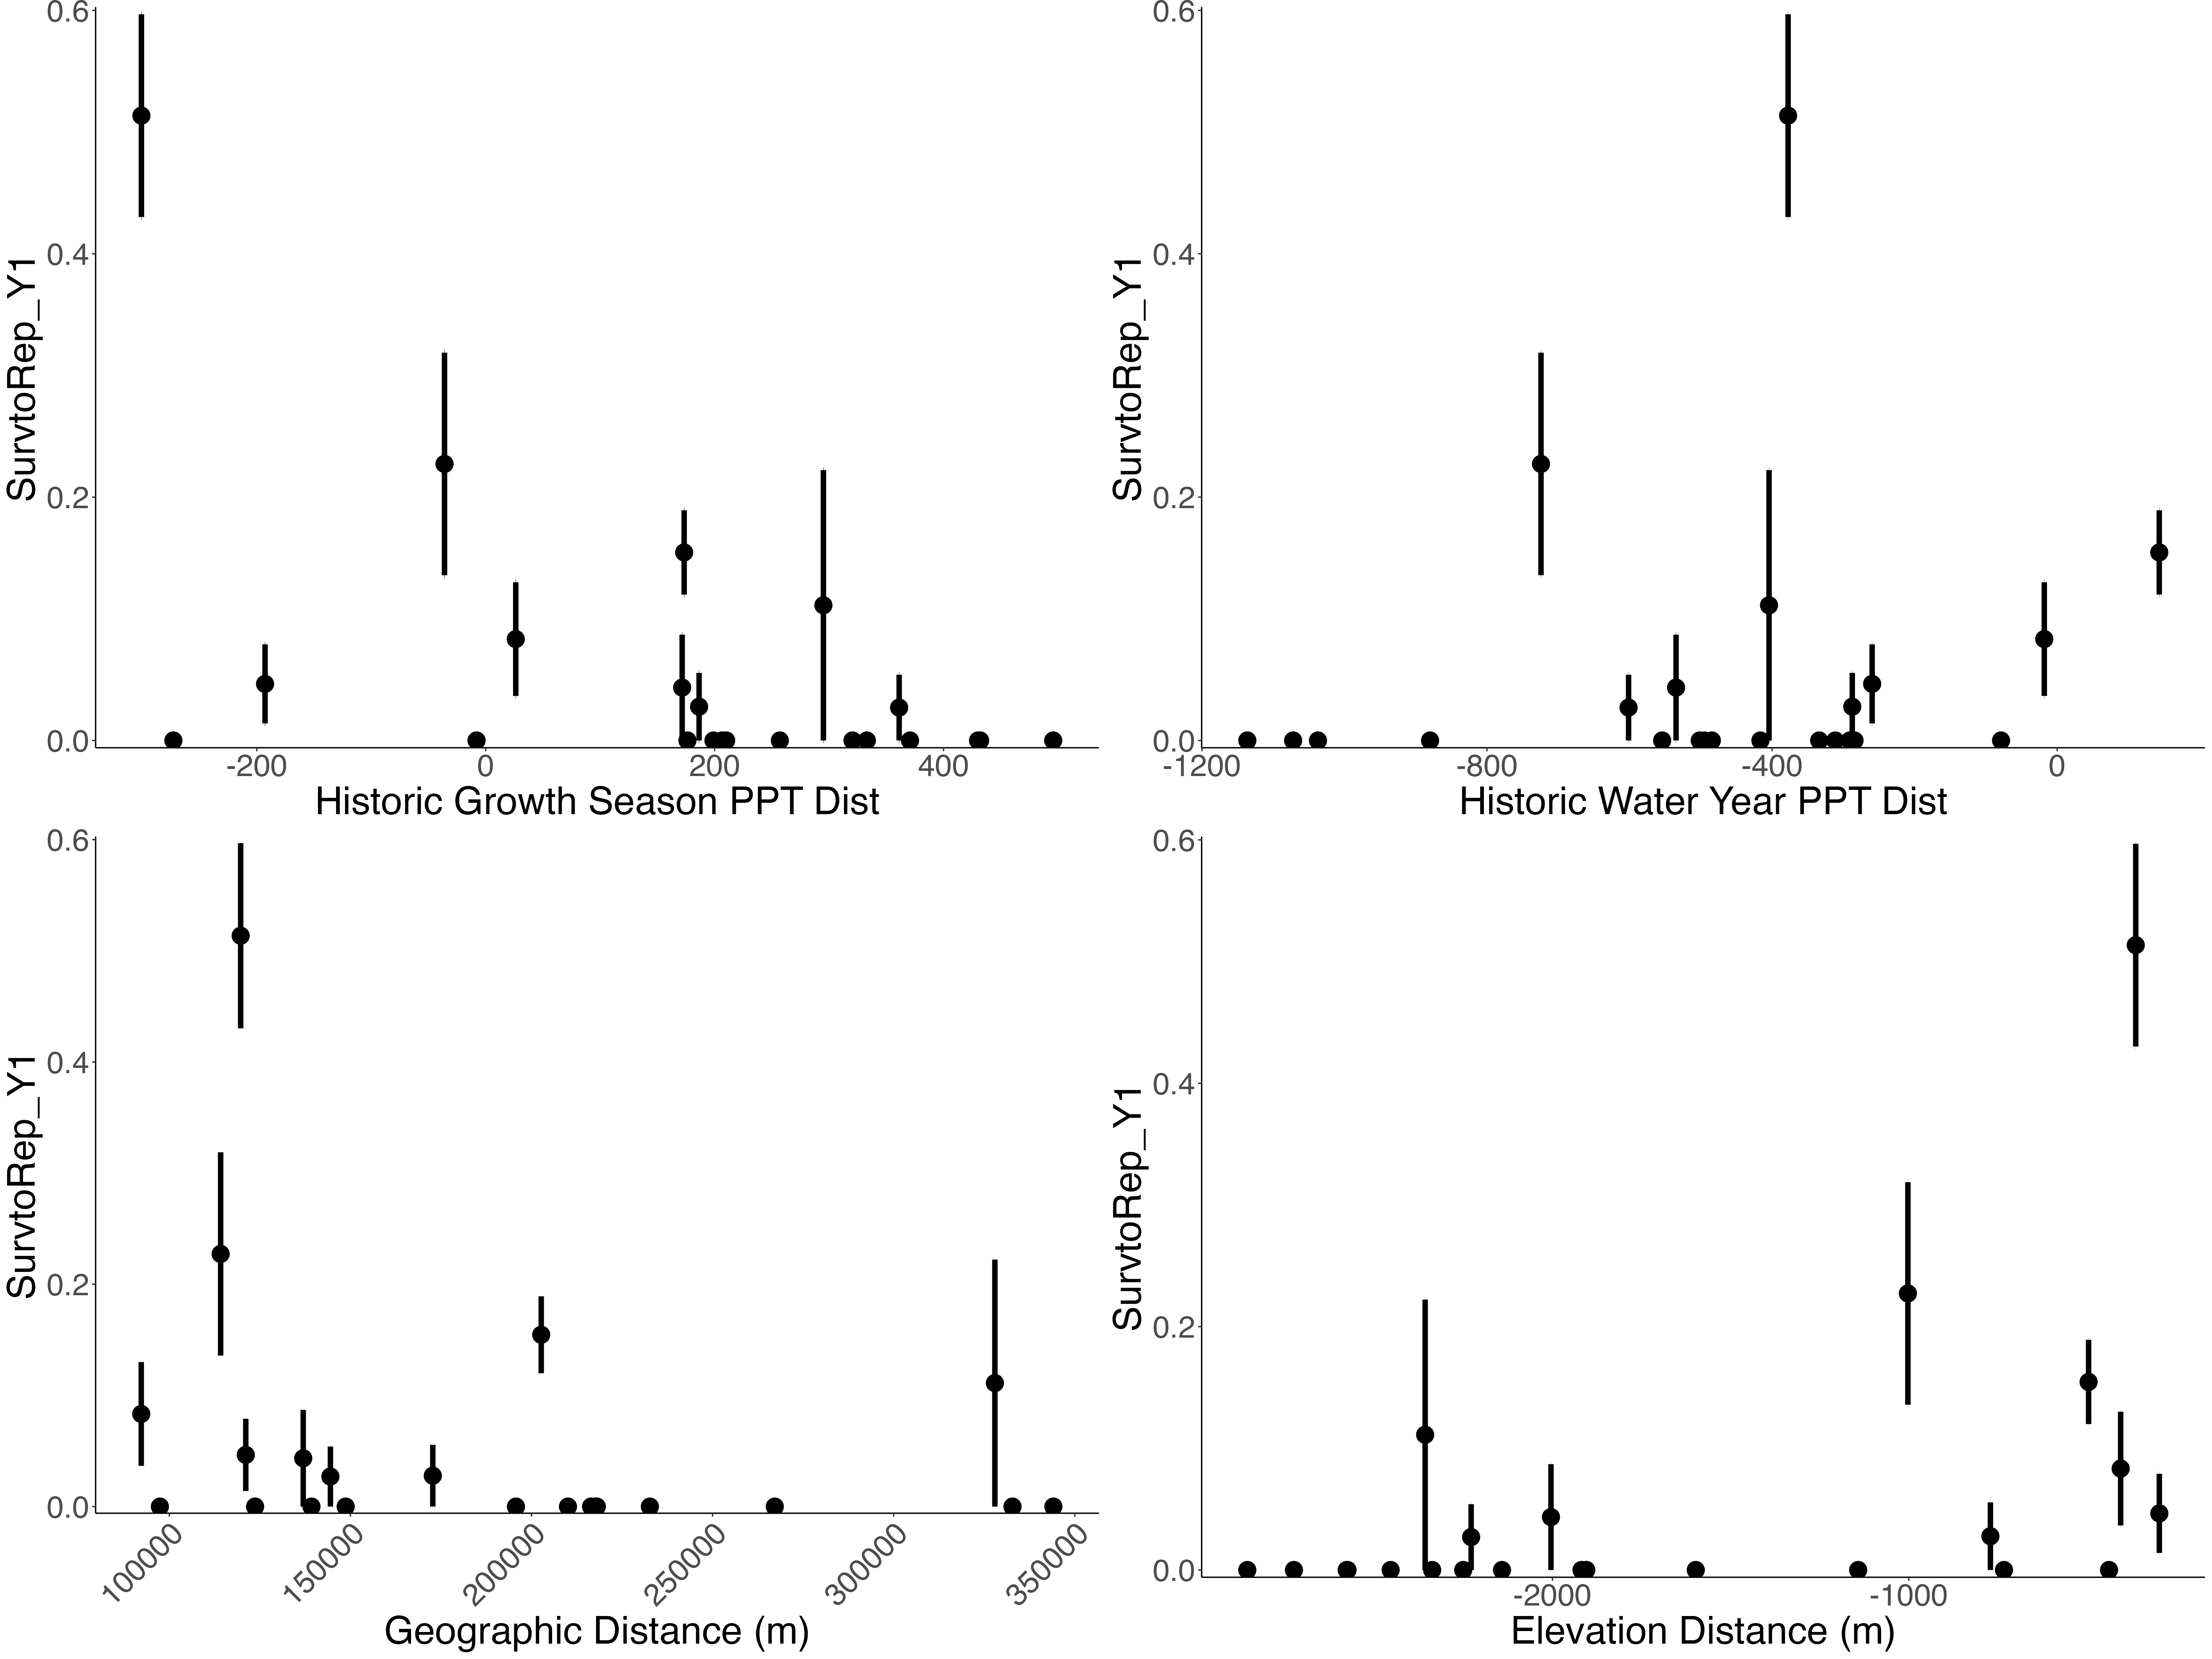 0.6
0.4
0.2
0.0
SurvtoRep_Y1
-200 0 200 400
Historic Growth Season PPT Dist
0.6
0.4
0.2
0.0
SurvtoRep_Y1
-1200 -800 -400 0
Historic Water Year PPT Dist
0.6
0.4
0.2
0.0
SurvtoRep_Y1
100000 150000 200000 250000 300000 350000
Geographic Distance (m)
0.6
0.4
0.2
0.0
SurvtoRep_Y1
-2000 -1000
Elevation Distance (m)